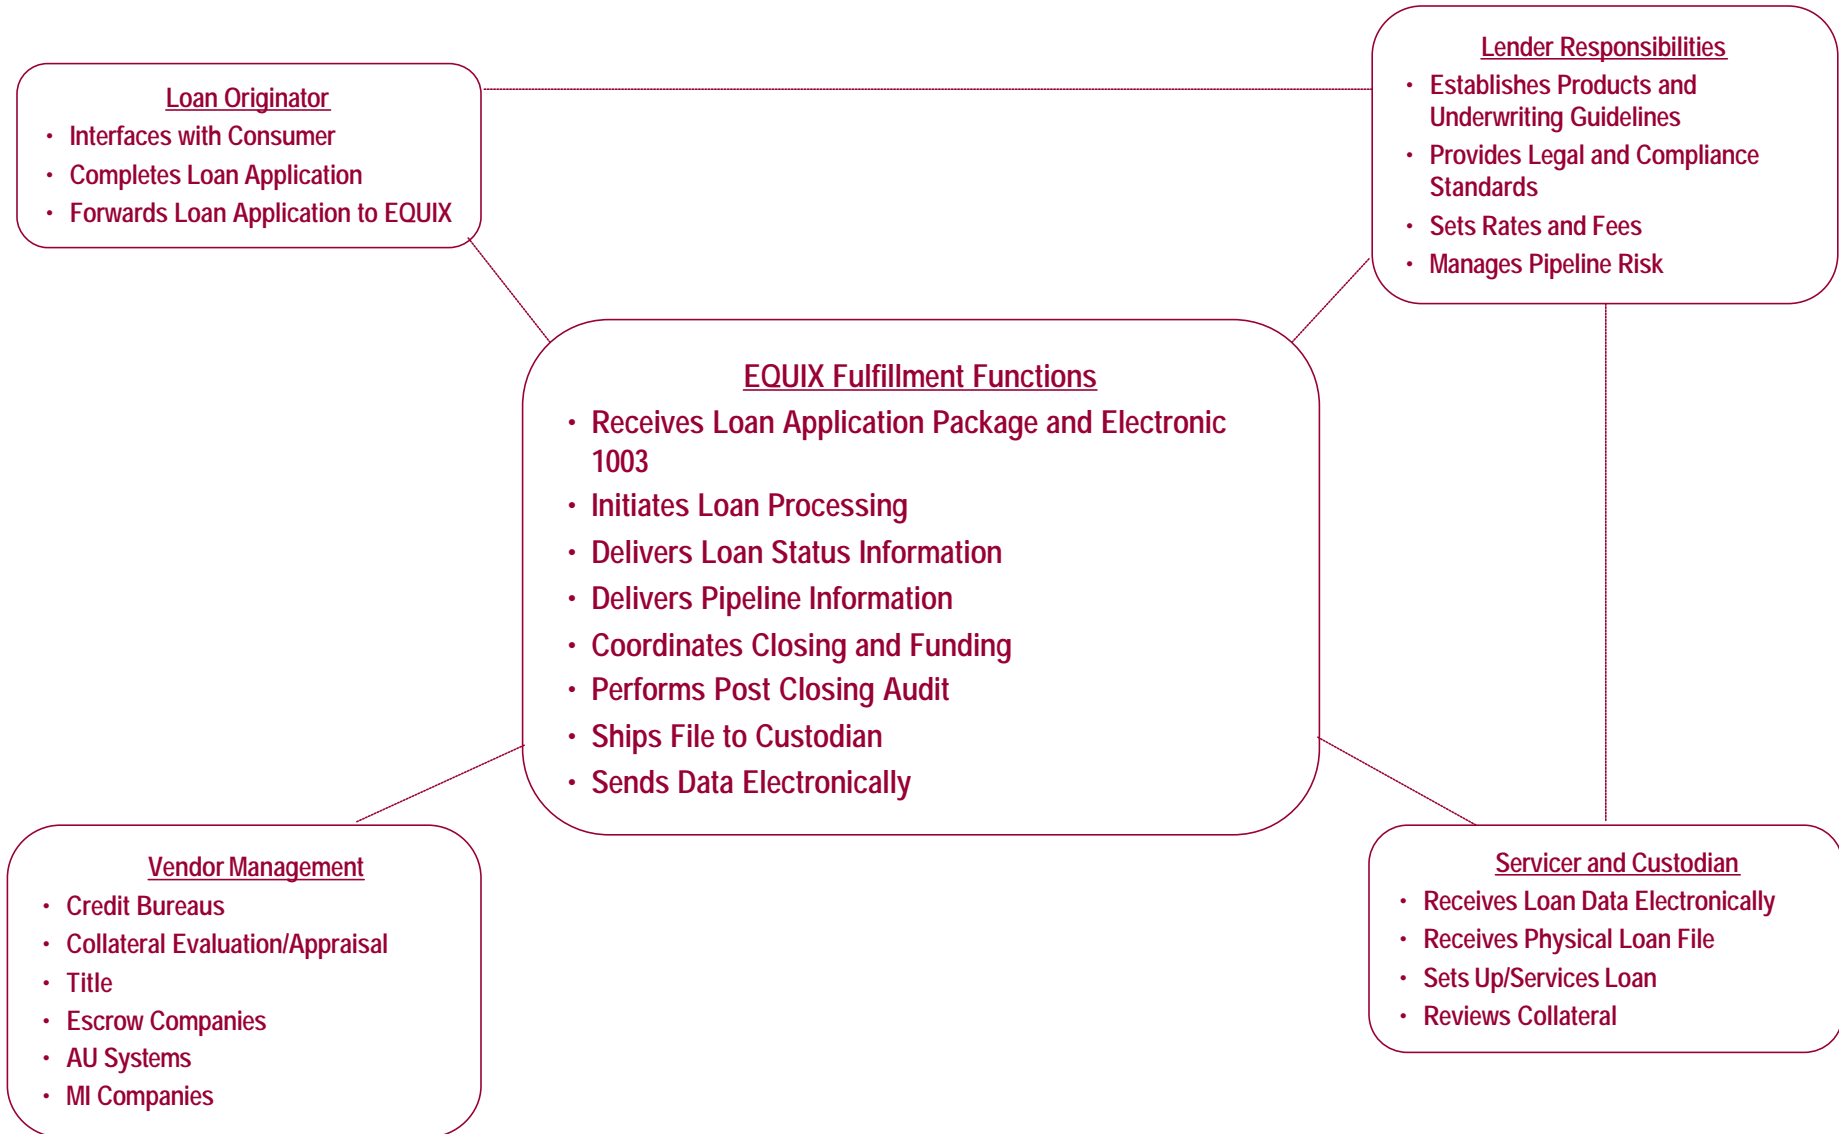 Loan Originator
• Interfaces with Consumer
• Completes Loan Application
• Forwards Loan Application to EQUIX
Lender Responsibilities
• Establishes Products and
Underwriting Guidelines
• Provides Legal and Compliance
Standards
• Sets Rates and Fees
• Manages Pipeline Risk
EQUIX Fulfillment Functions
• Receives Loan Application Package and Electronic
1003
• Initiates Loan Processing
• Delivers Loan Status Information
• Delivers Pipeline Information
• Coordinates Closing and Funding
• Performs Post Closing Audit
• Ships File to Custodian
• Sends Data Electronically
Vendor Management
• Credit Bureaus
• Collateral Evaluation/Appraisal
• Title
• Escrow Companies
• AU Systems
• MI Companies
Servicer and Custodian
• Receives Loan Data Electronically
• Receives Physical Loan File
• Sets Up/Services Loan
• Reviews Collateral